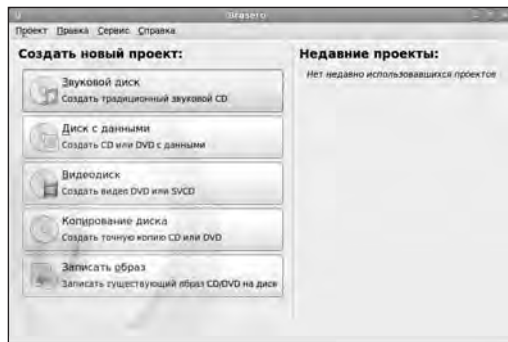 Brasero
Проект Правка Сервис Справка
Создать новый проект:
Звуковой диск
Создать традиционный звуковой CD
Диск с данными
Создать CD или DVD с данными
Видеодиск
Создать видео DVD или SVCD
Копирование диска
Создать точную копию CD или DVD
Записать образ
Записать существующий образ CD/DVD на диск
Недавние проекты:
Нет недавно использовавшихся проектов